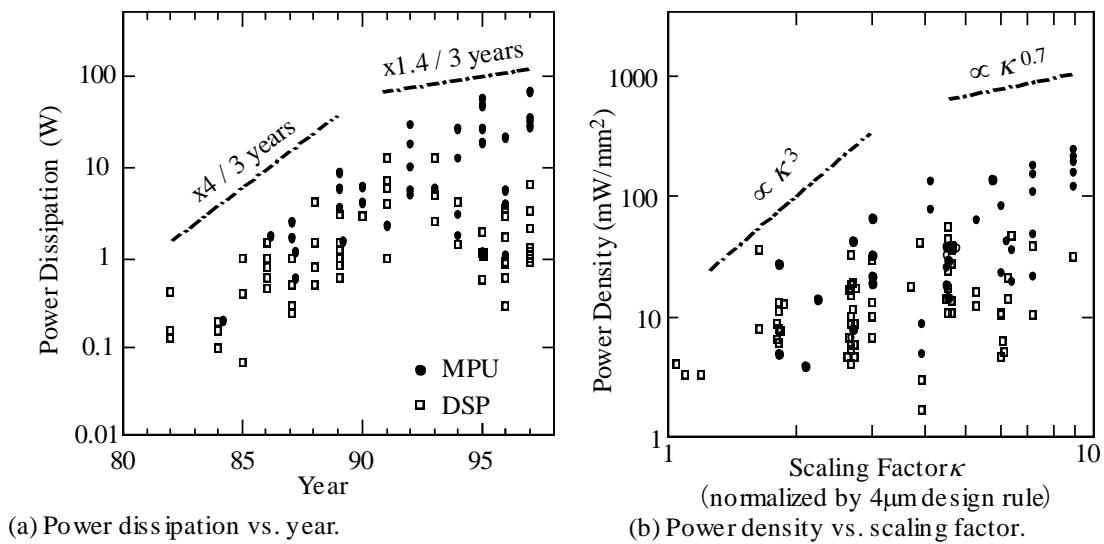 100
10
1
0.1
0.01
Power Dissipation (W)
x4 / 3 years
x1.4 / 3 years
MPU
DSP
80
85
90
95
Year
(a) Power dissipation vs. year.
1000
100
10
1
Power Density (mW/mm²)
∝ κ³
∝ κ⁰·⁷
1
10
Scaling Factor κ
(normalized by 4µm design rule)
(b) Power density vs. scaling factor.